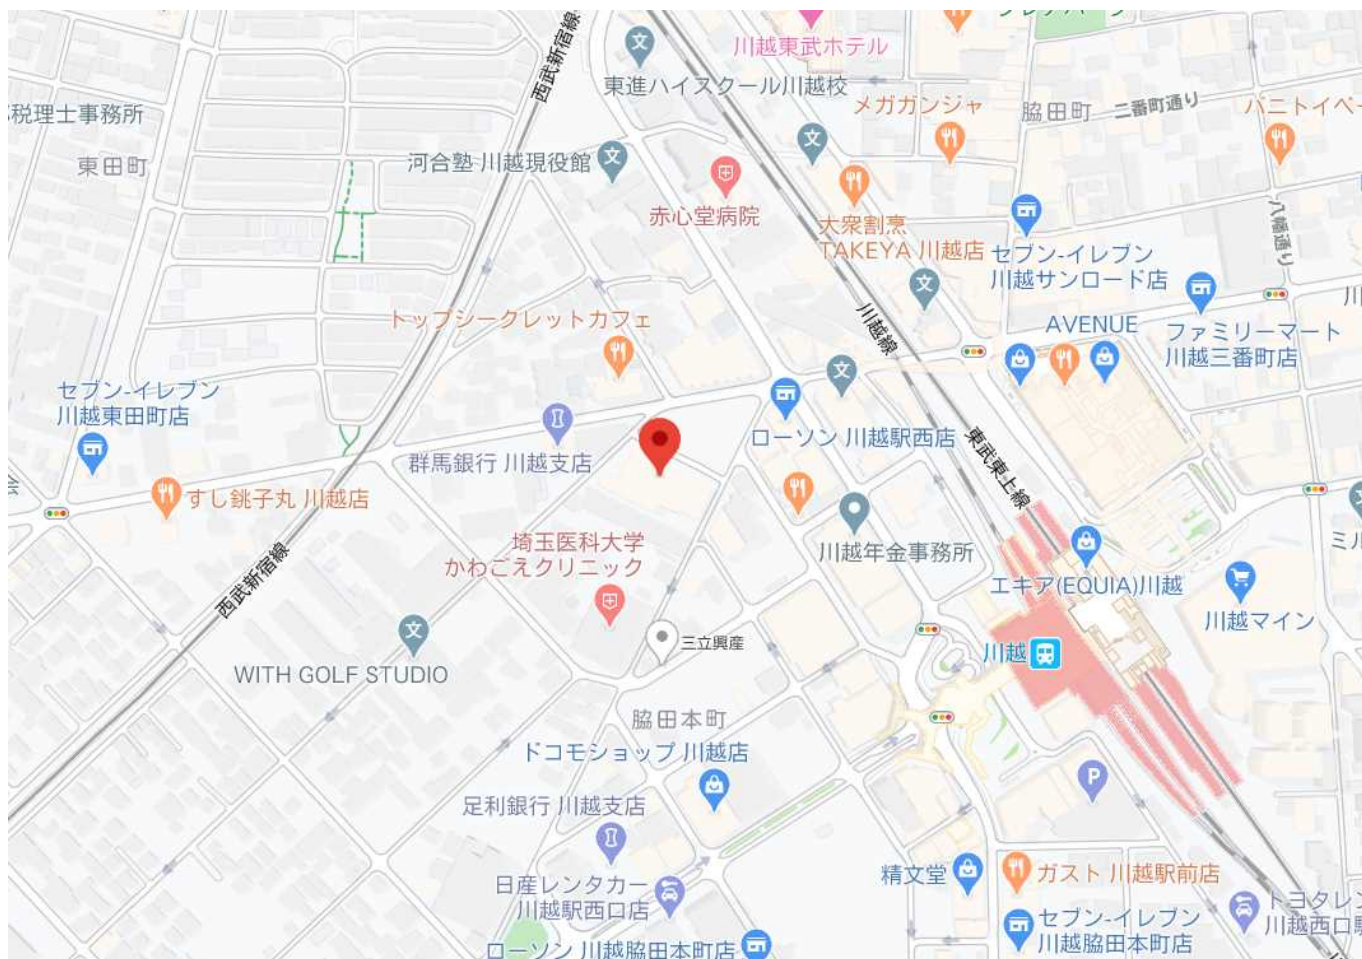 西武新宿線
川越東武ホテル
東進ハイスクール川越校
税理士事務所
東田町
メガガンジャ
脇田町
二番町通り
バニトイベ
河合塾 川越現役館
赤心堂病院
大衆割烹
TAKEYA 川越店
八幡通り
セブン-イレブン
川越サンロード店
川越線
トップシークレットカフェ
AVENUE
ファミリーマート
川越三番町店
セブン-イレブン
川越東田町店
ローソン 川越駅西店
群馬銀行 川越支店
東武東上線
すし銚子丸 川越店
埼玉医科大学
かわごえクリニック
川越年金事務所
ミル
エキア(EQUIA)川越
西武新宿線
川越マイン
三立興産
川越
WITH GOLF STUDIO
脇田本町
ドコモショップ 川越店
P
足利銀行 川越支店
日産レンタカー
川越駅西口店
精文堂
ガスト 川越駅前店
トヨタレン
川越西口駅
セブン-イレブン
川越脇田本町店
ローソン 川越脇田本町店